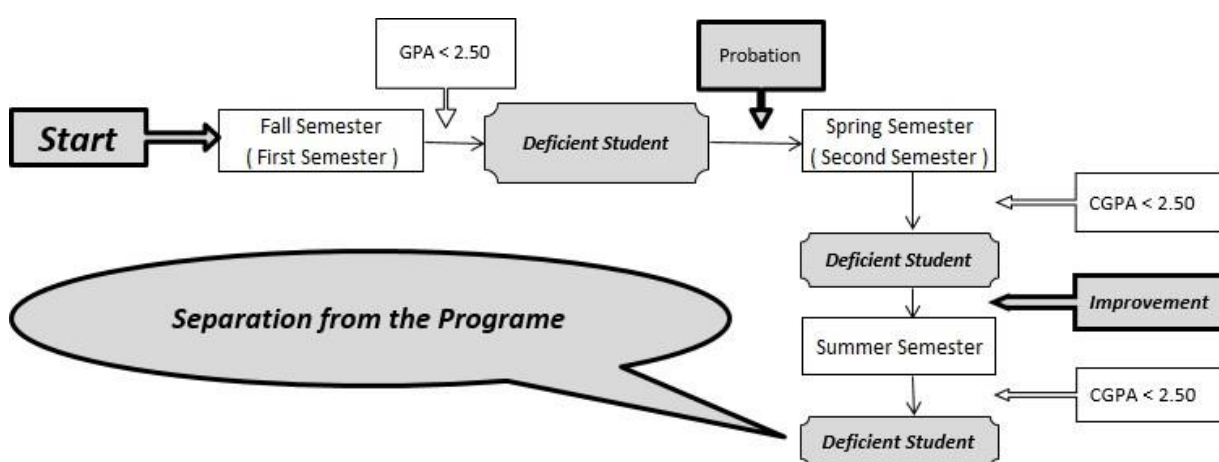 GPA < 2.50
Probation
Start
Fall Semester
( First Semester )
Deficient Student
Spring Semester
( Second Semester )
CGPA < 2.50
Deficient Student
Improvement
Separation from the Programe
Summer Semester
CGPA < 2.50
Deficient Student